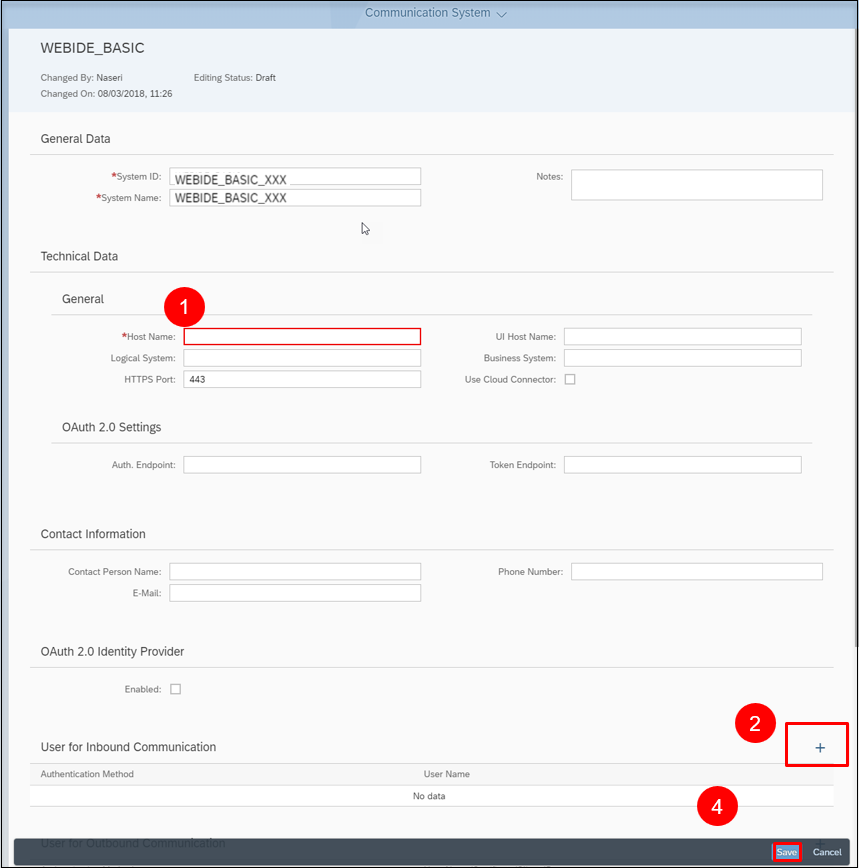 Communication System
WEBIDE_BASIC
Changed By: Naseri Editing Status: Draft
Changed On: 08/03/2018, 11:26
General Data
*System ID: WEBIDE_BASIC_XXX Notes:
*System Name: WEBIDE_BASIC_XXX
Technical Data
General
1
*Host Name: UI Host Name:
Logical System: Business System:
HTTPS Port: 443 Use Cloud Connector:
OAuth 2.0 Settings
Auth. Endpoint: Token Endpoint:
Contact Information
Contact Person Name: Phone Number:
E-Mail:
OAuth 2.0 Identity Provider
Enabled:
2
User for Inbound Communication +
Authentication Method User Name
No data
4
User for Outbound Communication
Save Cancel